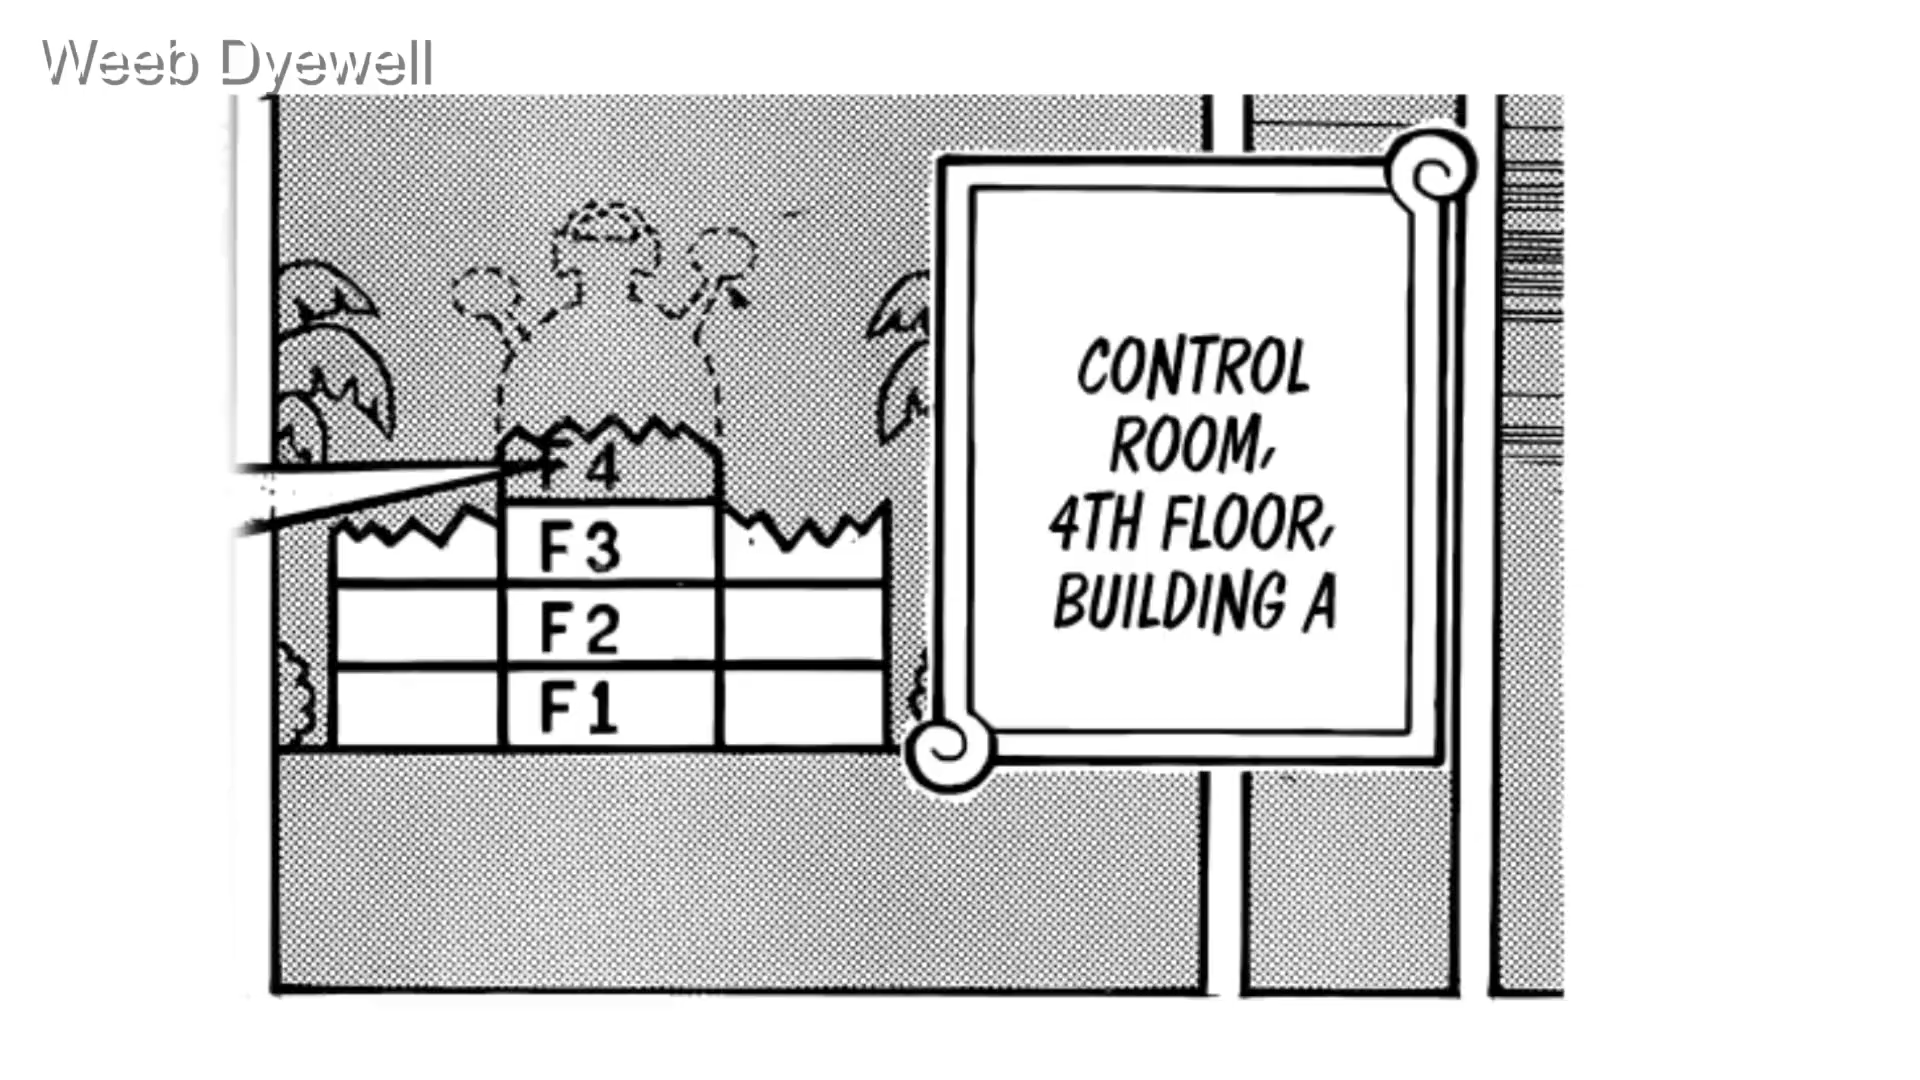 Weeb Dyewell
F4
F3
F2
F1
CONTROL
ROOM,
4TH FLOOR,
BUILDING A